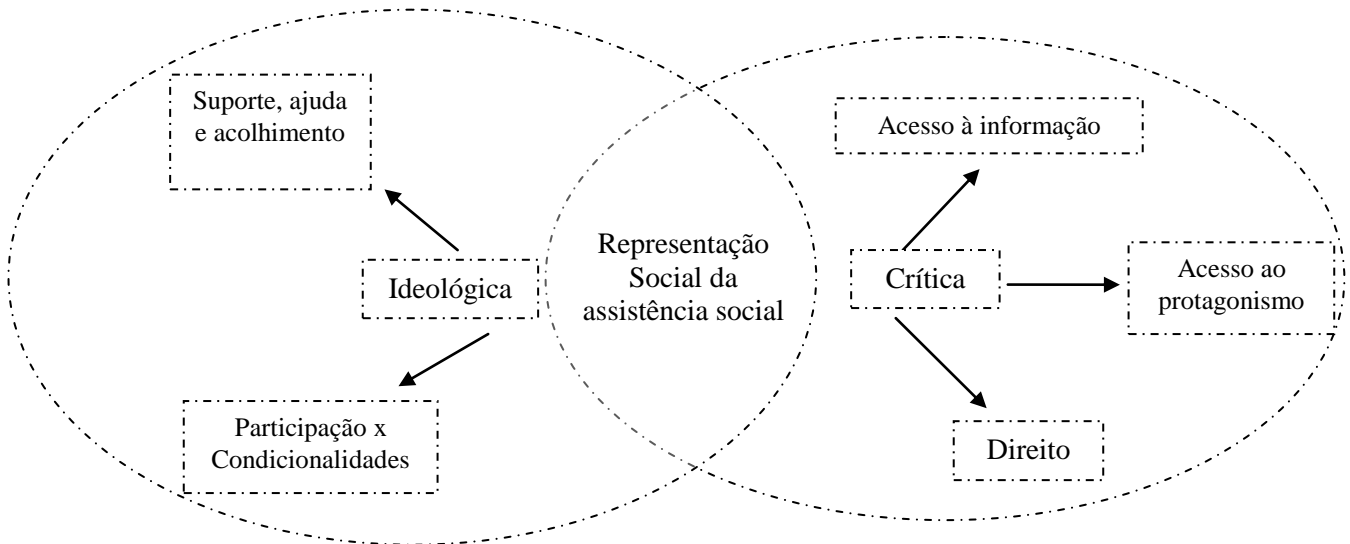 Suporte, ajuda
e acolhimento
Ideológica
Participação x
Condicionalidades
Representação
Social da
assistência social
Acesso à informação
Crítica
Acesso ao
protagonismo
Direito